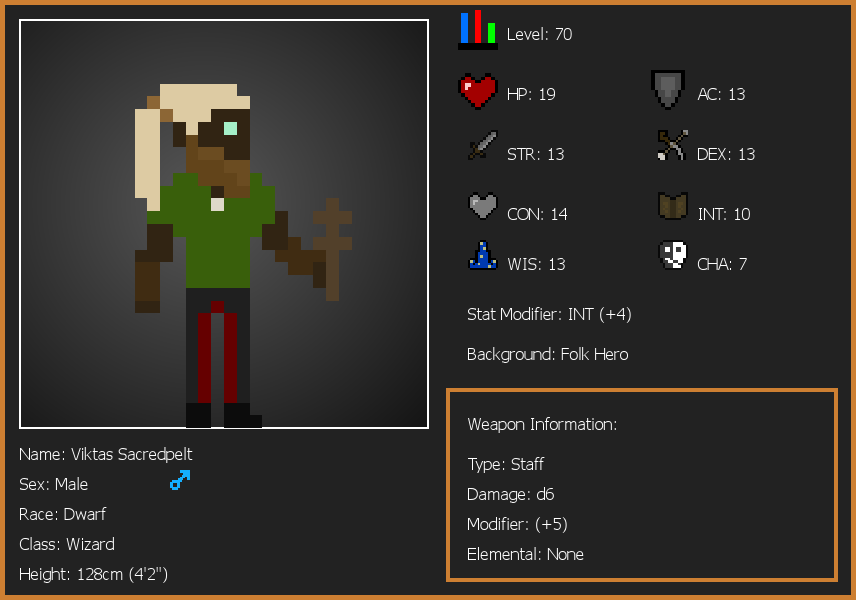 Level: 70
HP: 19
AC: 13
STR: 13
DEX: 13
CON: 14
INT: 10
WIS: 13
CHA: 7
Stat Modifier: INT (+4)
Background: Folk Hero
Weapon Information:
Type: Staff
Damage: d6
Modifier: (+5)
Elemental: None
Name: Viktas Sacredpelt
Sex: Male
Race: Dwarf
Class: Wizard
Height: 128cm (4'2")